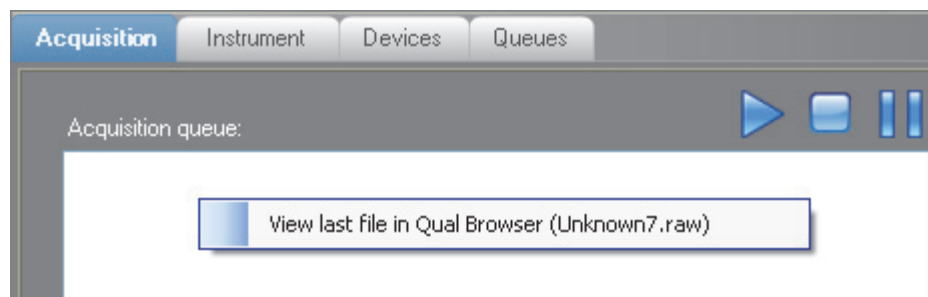 Acquisition Instrument Devices Queues
Acquisition queue:
View last file in Qual Browser (Unknown7.raw)